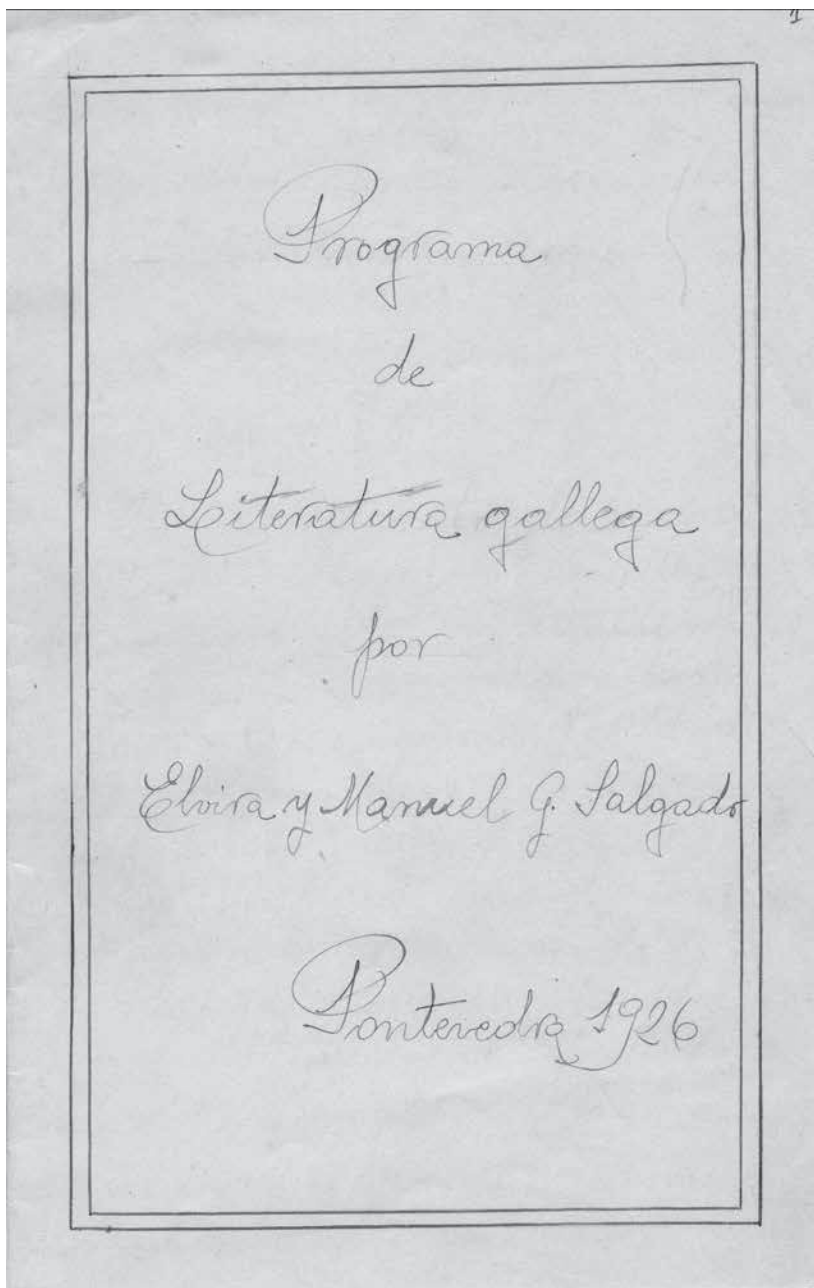 1
Programa
de
Literatura gallega
por
Elvira y Manuel G. Salgado
Pontevedra 1926